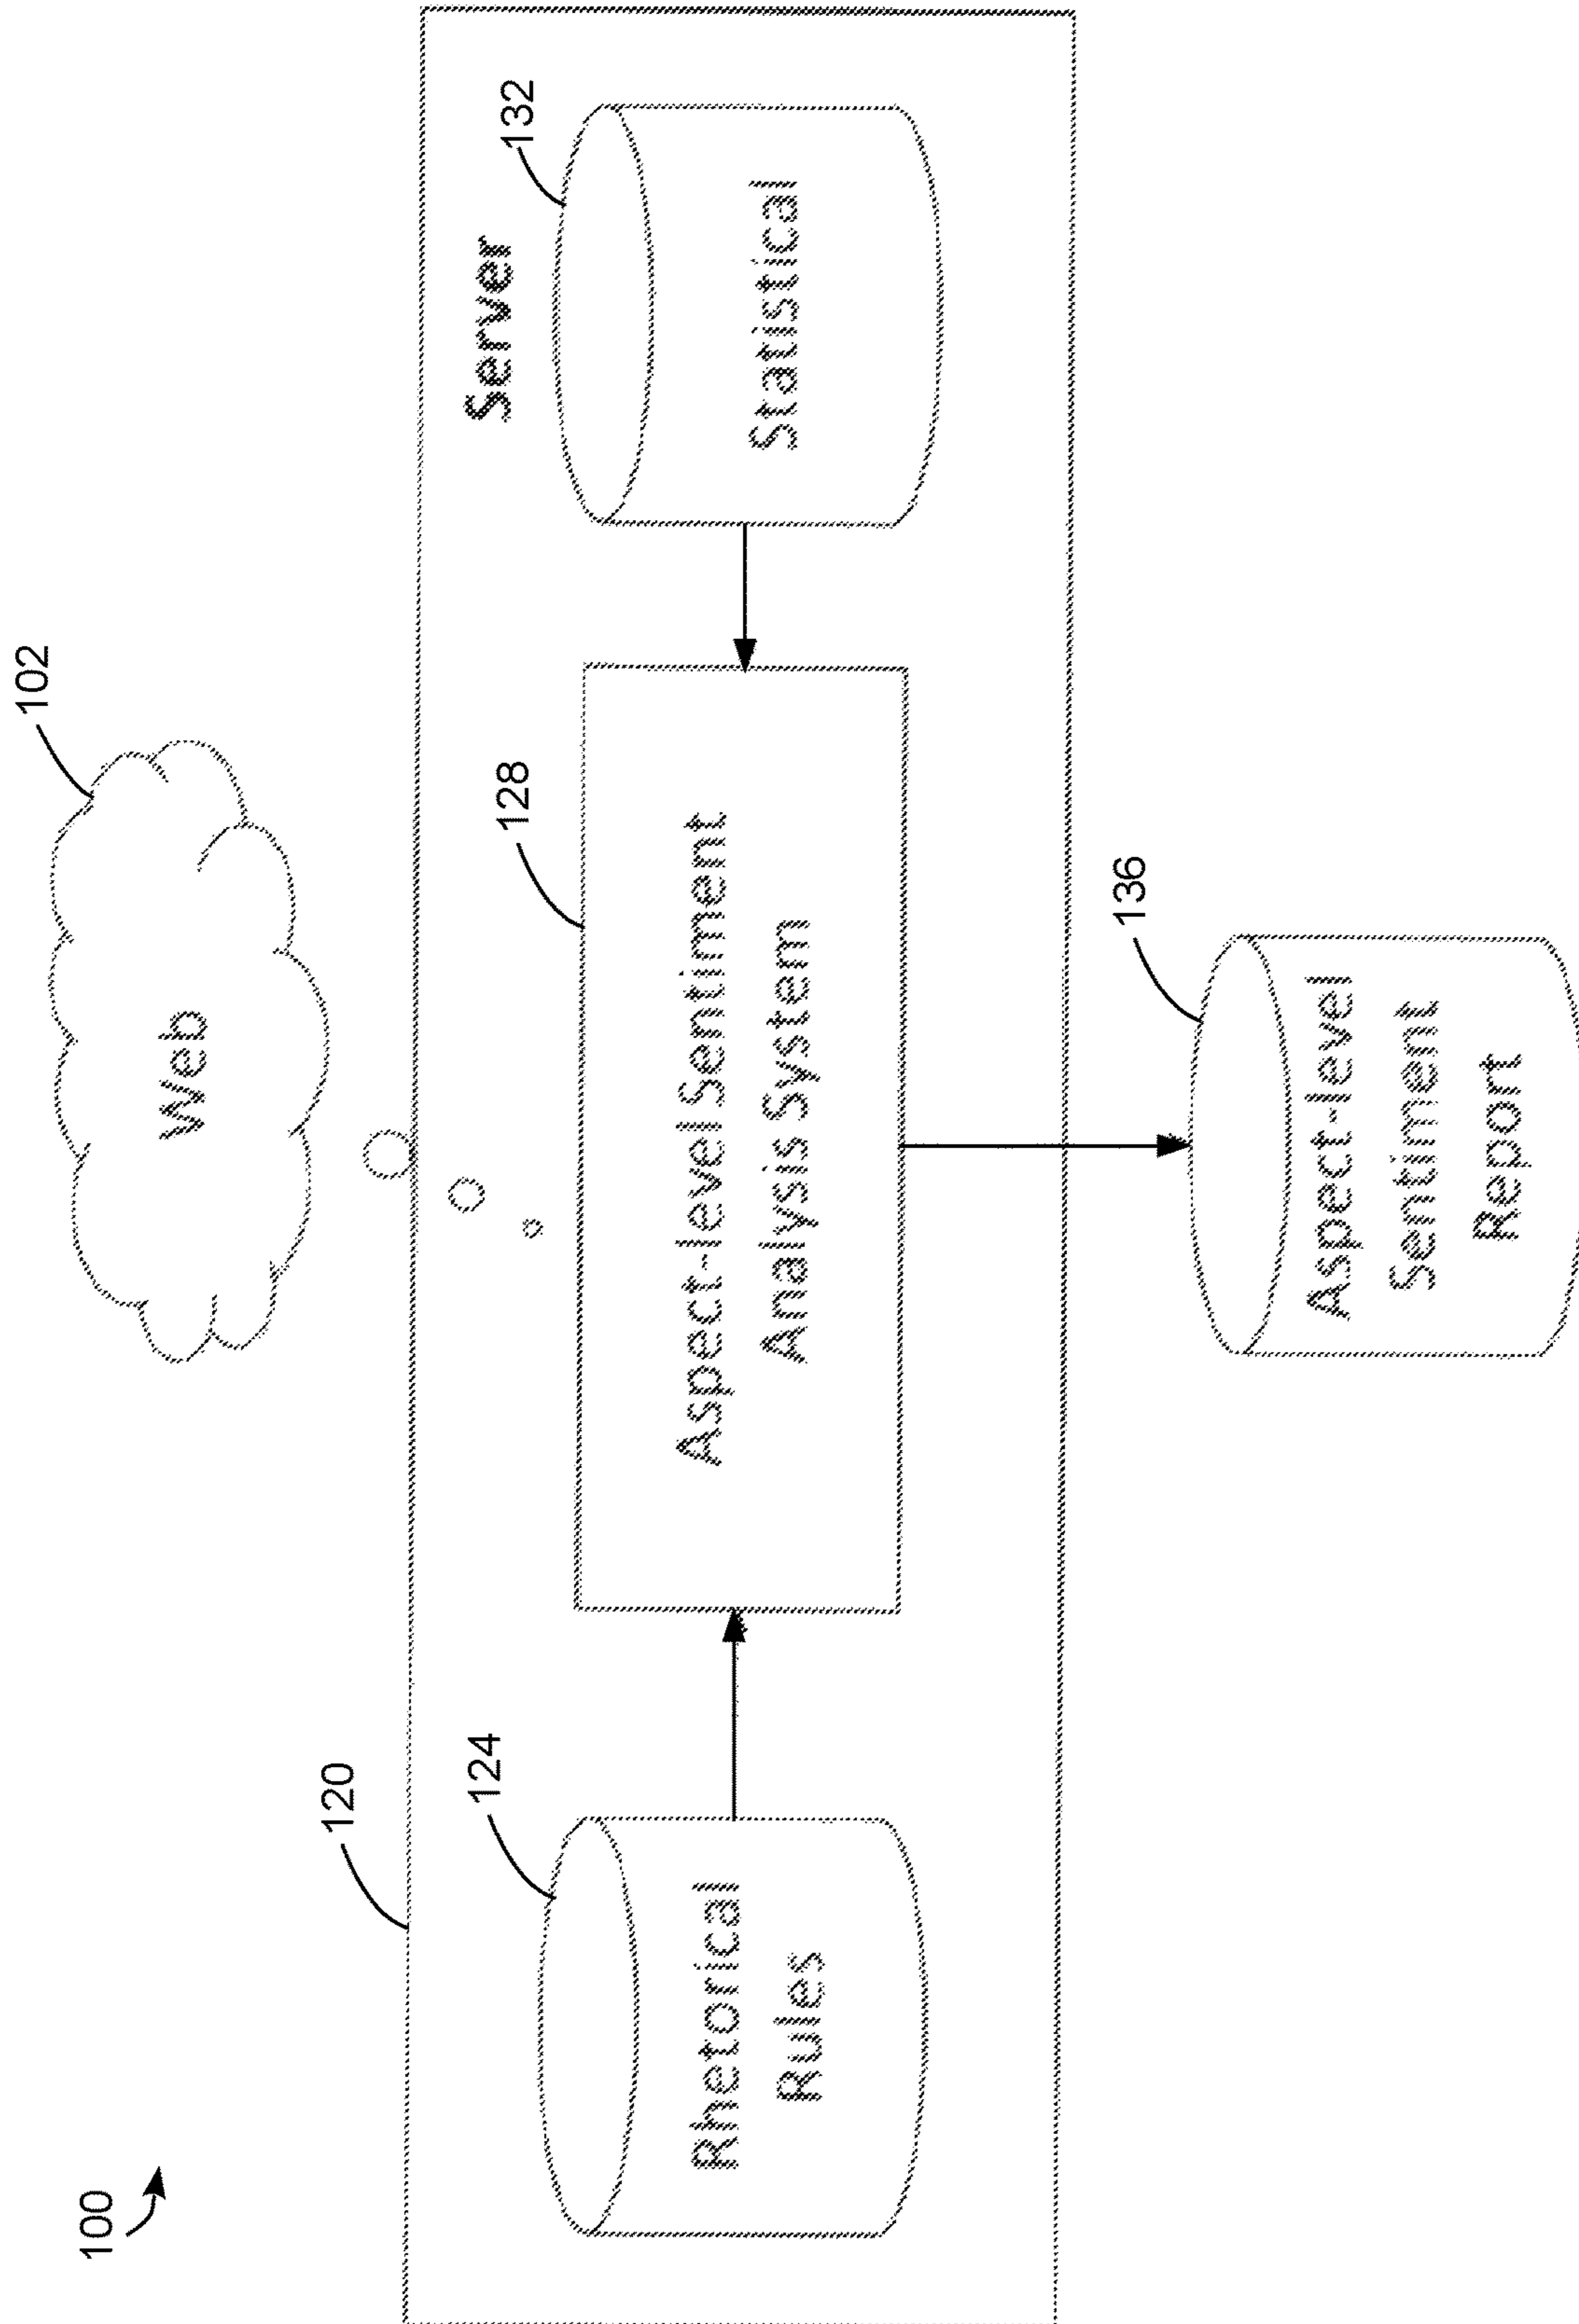 100
102
Web
120
Server
124
Rhetorical
Rules
128
Aspect-level Sentiment
Analysis System
132
Statistical
136
Aspect-level
Sentiment
Report